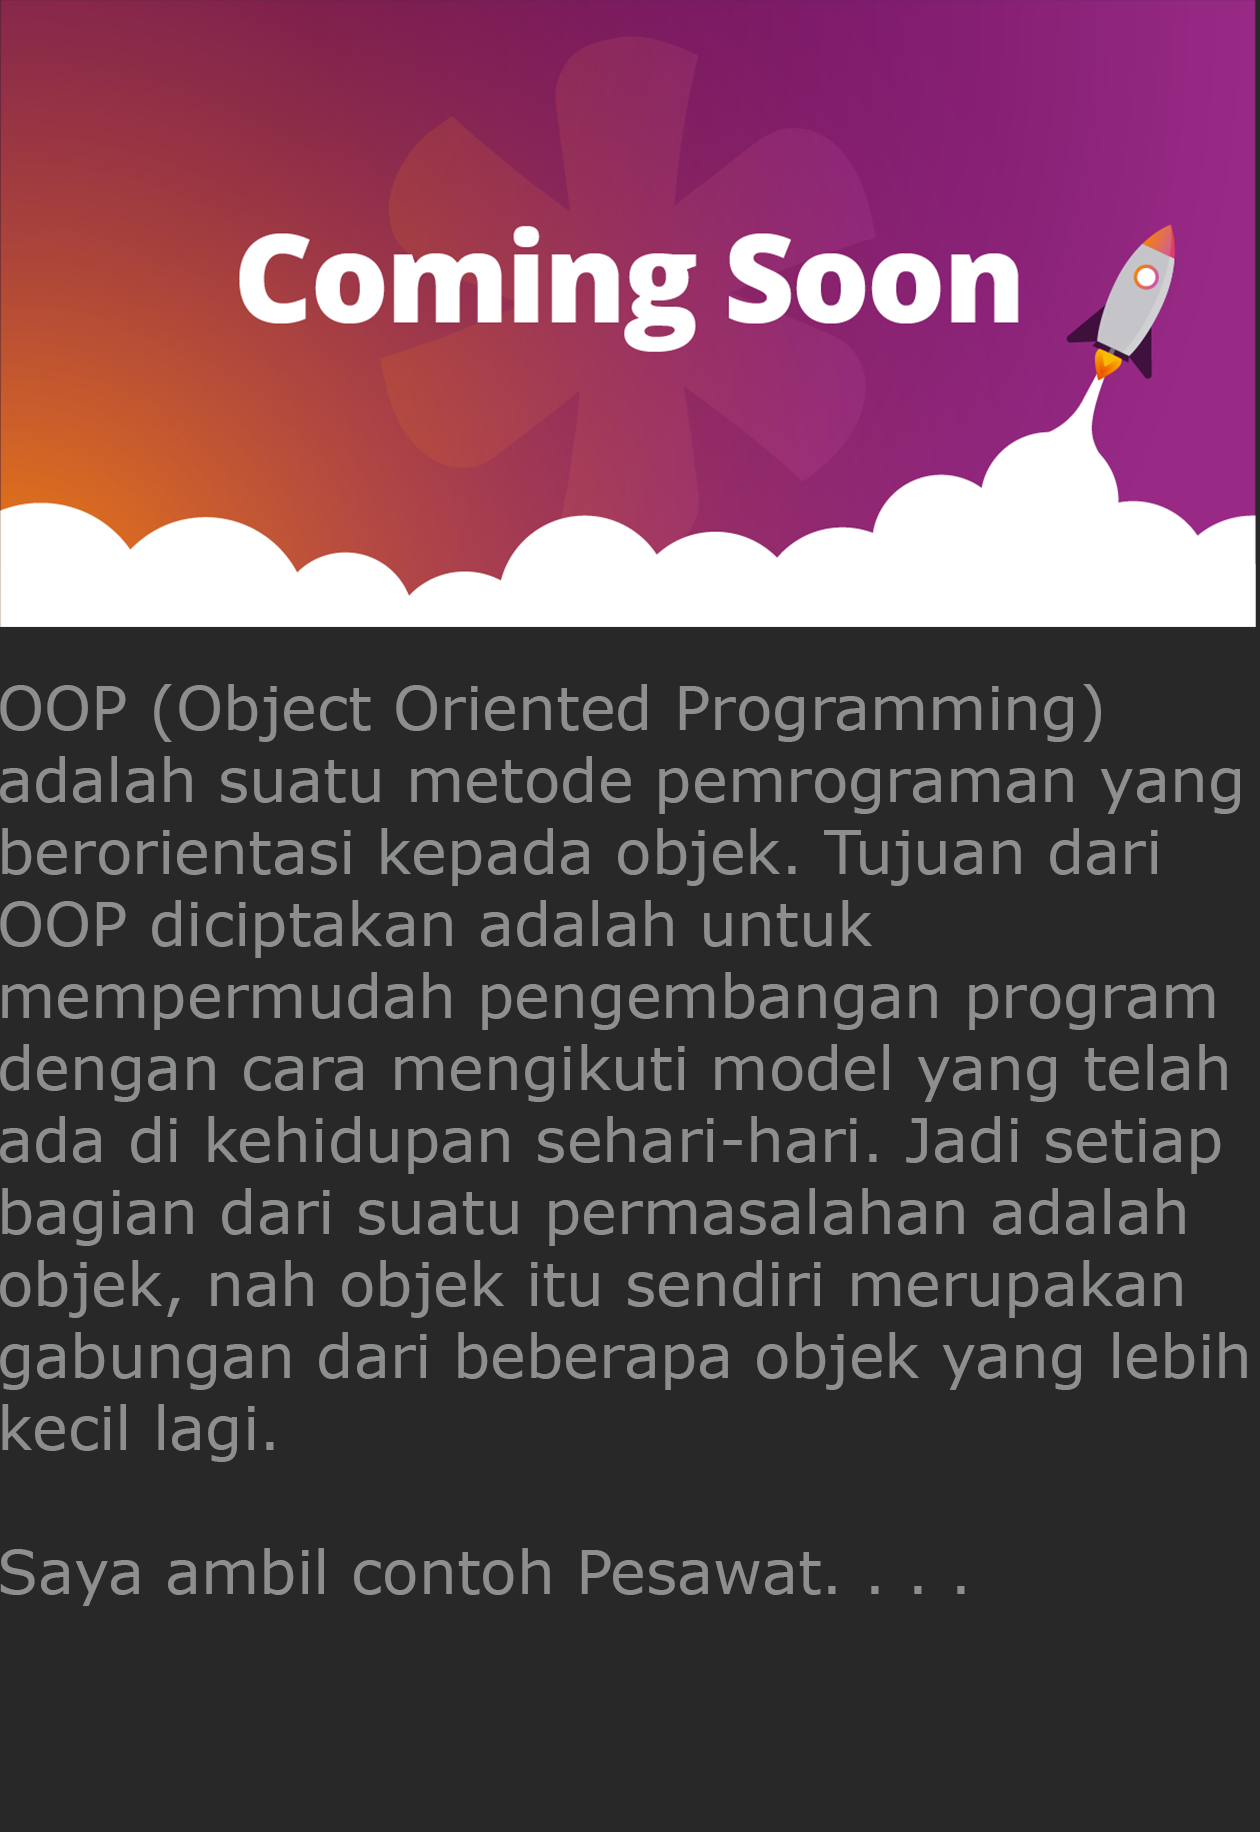 Coming Soon
OOP (Object Oriented Programming)
adalah suatu metode pemrograman yang
berorientasi kepada objek. Tujuan dari
OOP diciptakan adalah untuk
mempermudah pengembangan program
dengan cara mengikuti model yang telah
ada di kehidupan sehari-hari. Jadi setiap
bagian dari suatu permasalahan adalah
objek, nah objek itu sendiri merupakan
gabungan dari beberapa objek yang lebih
kecil lagi.
Saya ambil contoh Pesawat. . . .